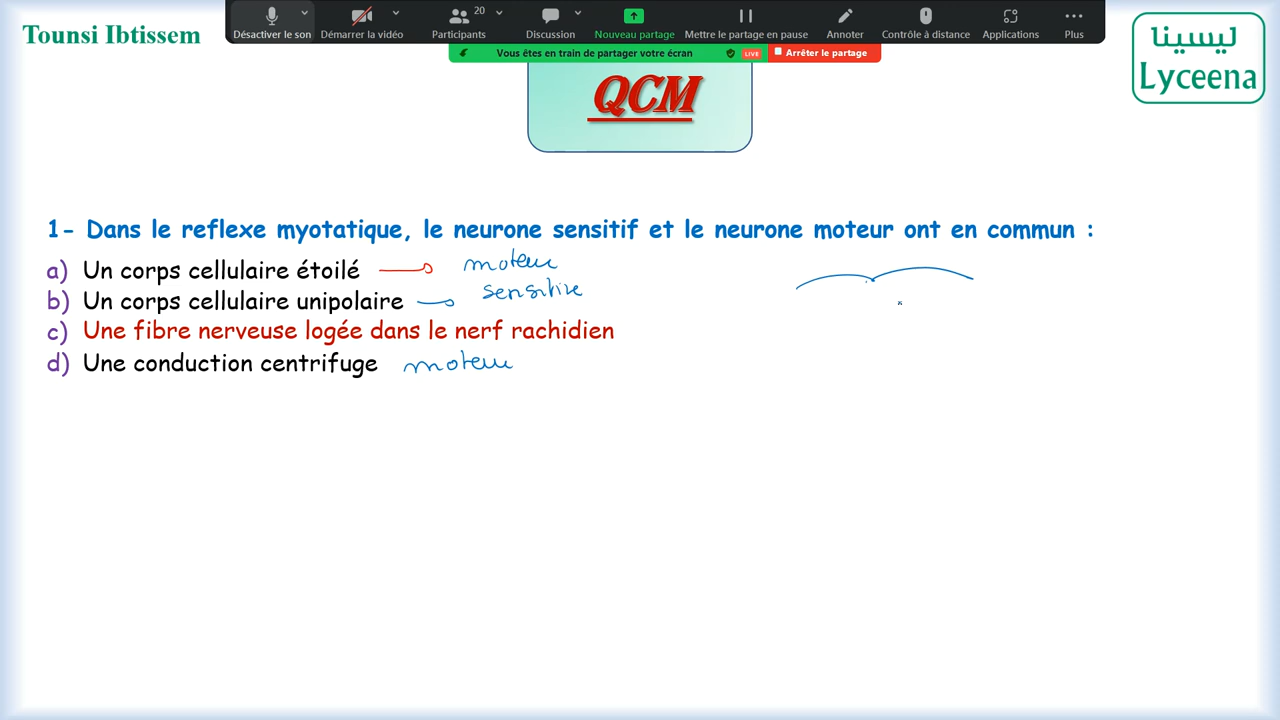 Tounsi Ibtissem
Désactiver le son
Démarrer la vidéo
20
Participants
Discussion
Nouveau partage
Mettre le partage en pause
Annoter
Contrôle à distance
Applications
Plus
Vous êtes en train de partager votre écran
LIVE
Arrêter le partage
ليسينا
Lyceena
QCM
1- Dans le reflexe myotatique, le neurone sensitif et le neurone moteur ont en commun :
a) Un corps cellulaire étoilé moteur
b) Un corps cellulaire unipolaire sensitive
c) Une fibre nerveuse logée dans le nerf rachidien
d) Une conduction centrifuge moteur